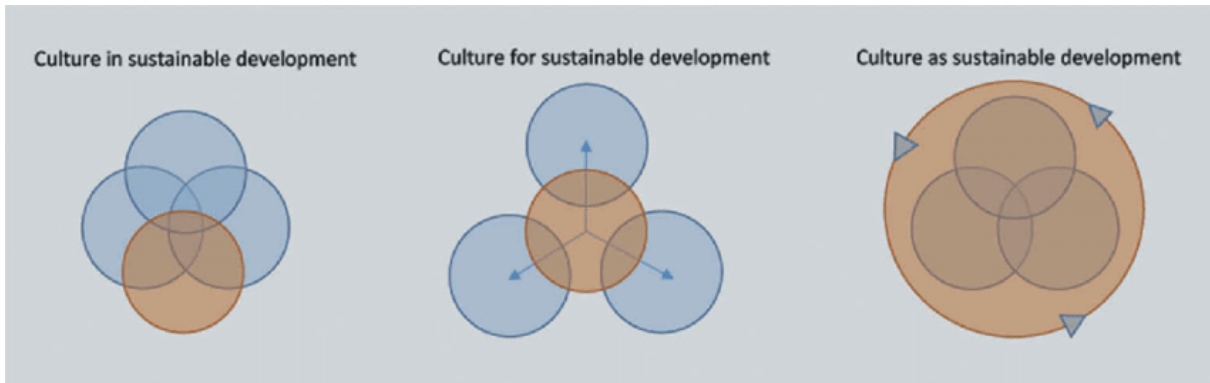 Culture in sustainable development
Culture for sustainable development
Culture as sustainable development